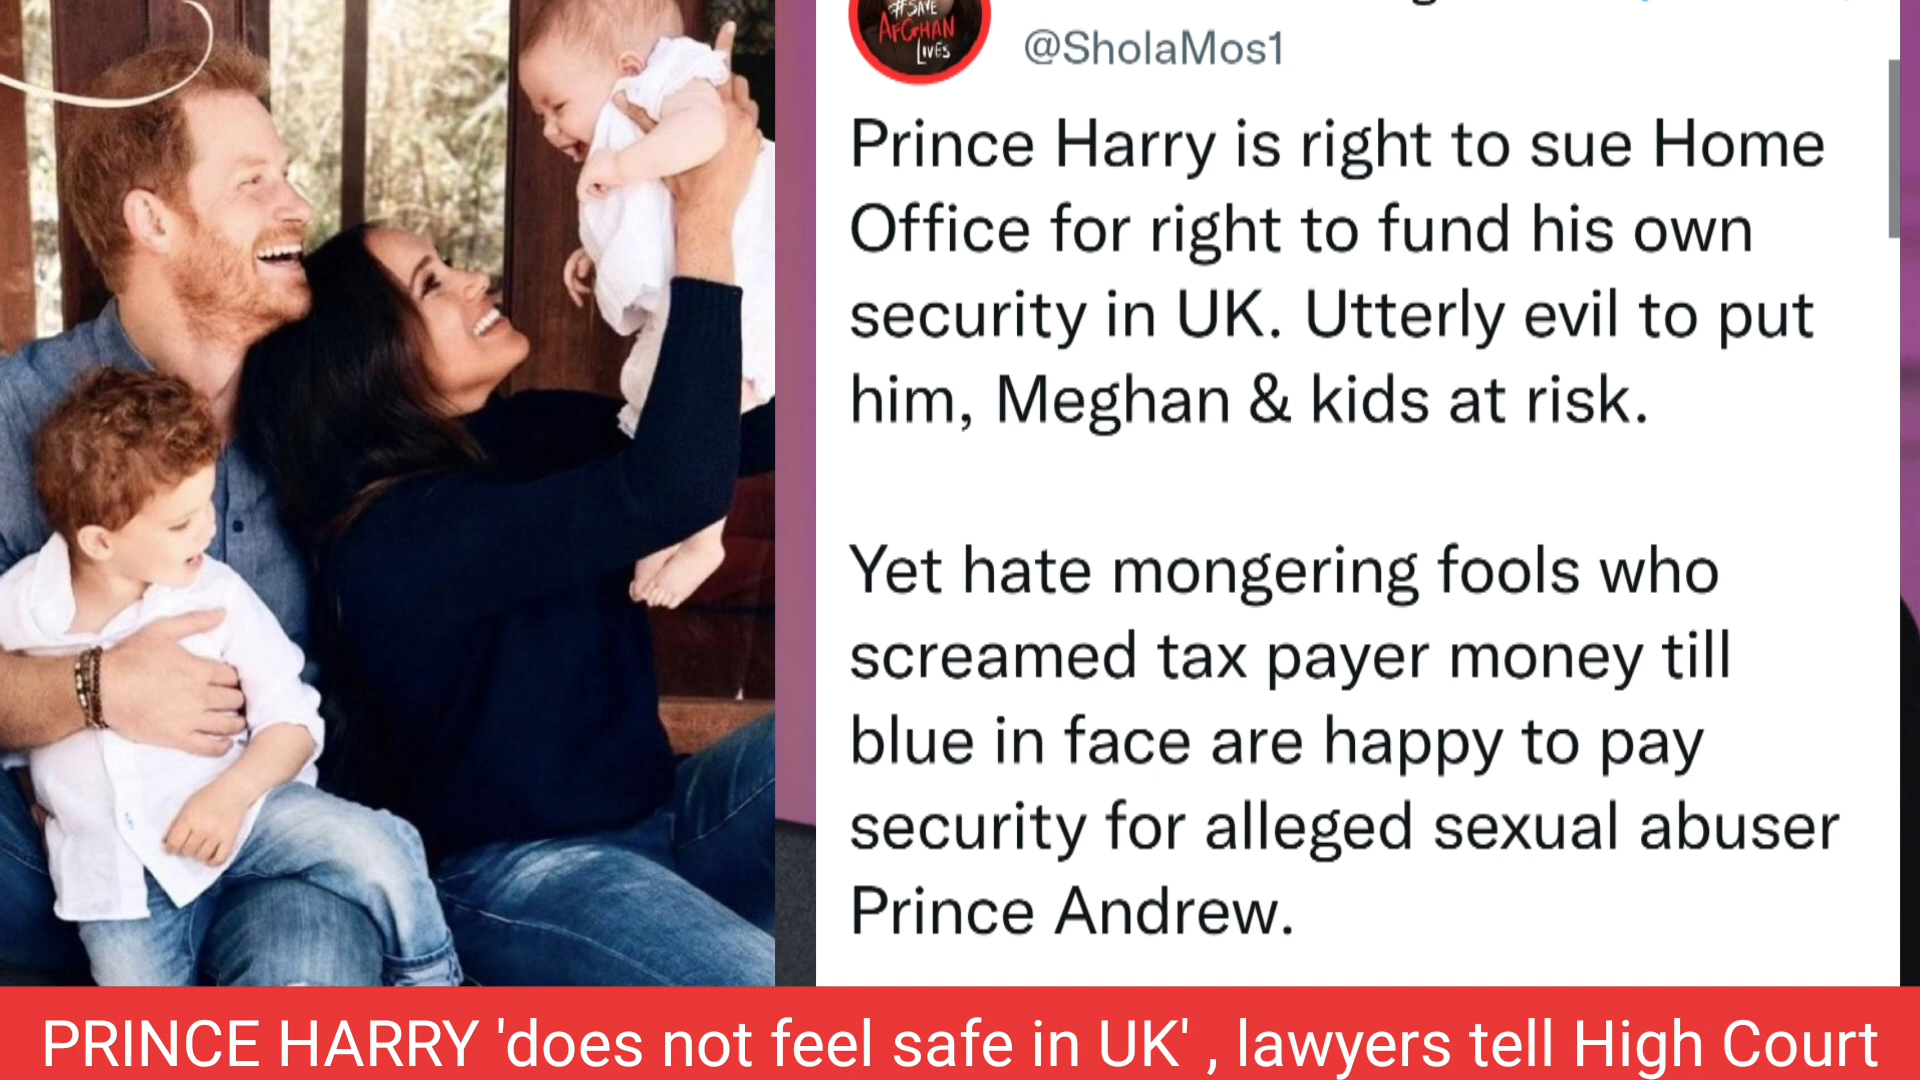 #SAVE
AFGHAN
LIVES
@SholaMos1
Prince Harry is right to sue Home
Office for right to fund his own
security in UK. Utterly evil to put
him, Meghan & kids at risk.
Yet hate mongering fools who
screamed tax payer money till
blue in face are happy to pay
security for alleged sexual abuser
Prince Andrew.
PRINCE HARRY 'does not feel safe in UK' , lawyers tell High Court